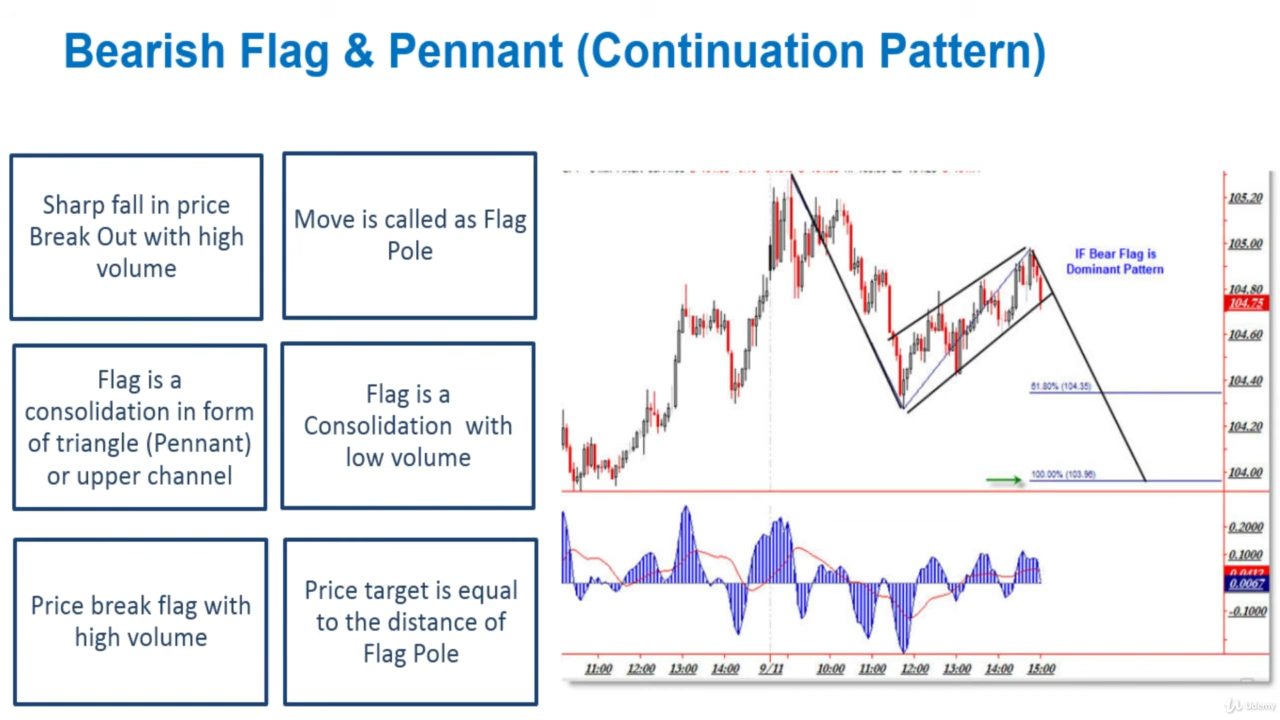 Bearish Flag & Pennant (Continuation Pattern)
Sharp fall in price
Break Out with high
volume
Move is called as Flag
Pole
Flag is a
consolidation in form
of triangle (Pennant)
or upper channel
Flag is a
Consolidation with
low volume
Price break flag with
high volume
Price target is equal
to the distance of
Flag Pole
IF Bear Flag is
Dominant Pattern
105.20
105.00
104.80
104.75
104.60
61.80% (104.35)
104.40
104.20
100.00% (103.96)
104.00
0.2000
0.1000
0.0067
-0.1000
11:00 12:00 13:00 14:00 9/11 10:00 11:00 12:00 13:00 14:00 15:00
Udemy